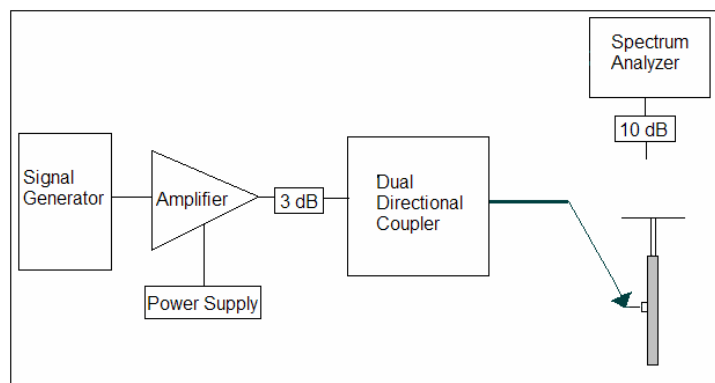 Spectrum
Analyzer
10 dB
Signal
Generator
Amplifier
3 dB
Dual
Directional
Coupler
Power Supply